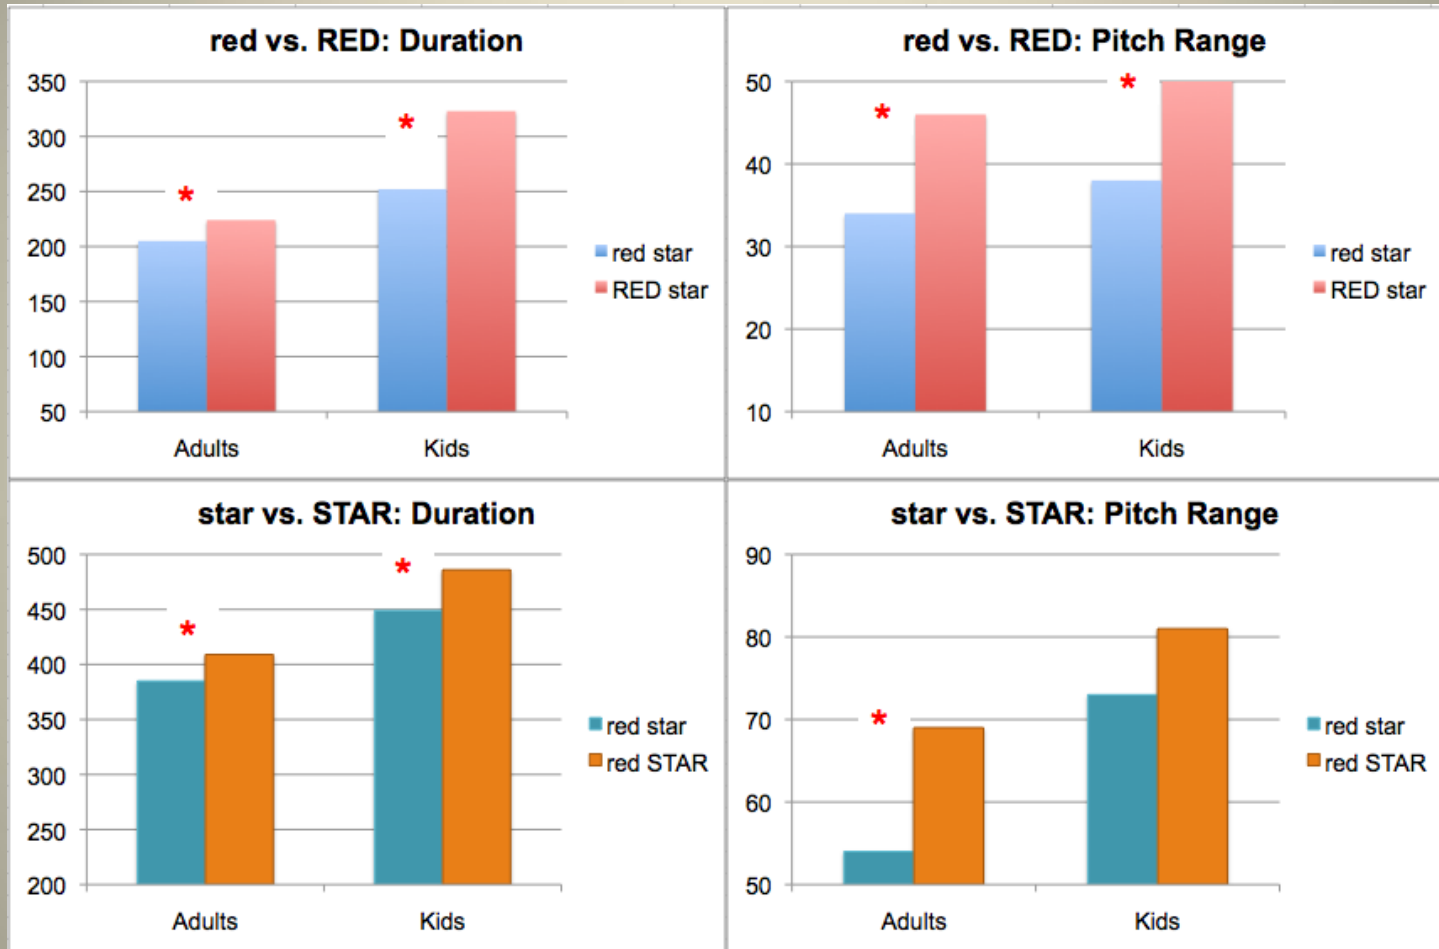 red vs. RED: Duration
350
300
250
200
150
100
50
*
*
Adults
Kids
red star
RED star
red vs. RED: Pitch Range
50
40
30
20
10
*
*
Adults
Kids
red star
RED star
star vs. STAR: Duration
500
450
400
350
300
250
200
*
*
Adults
Kids
red star
red STAR
star vs. STAR: Pitch Range
90
80
70
60
50
*
Adults
Kids
red star
red STAR